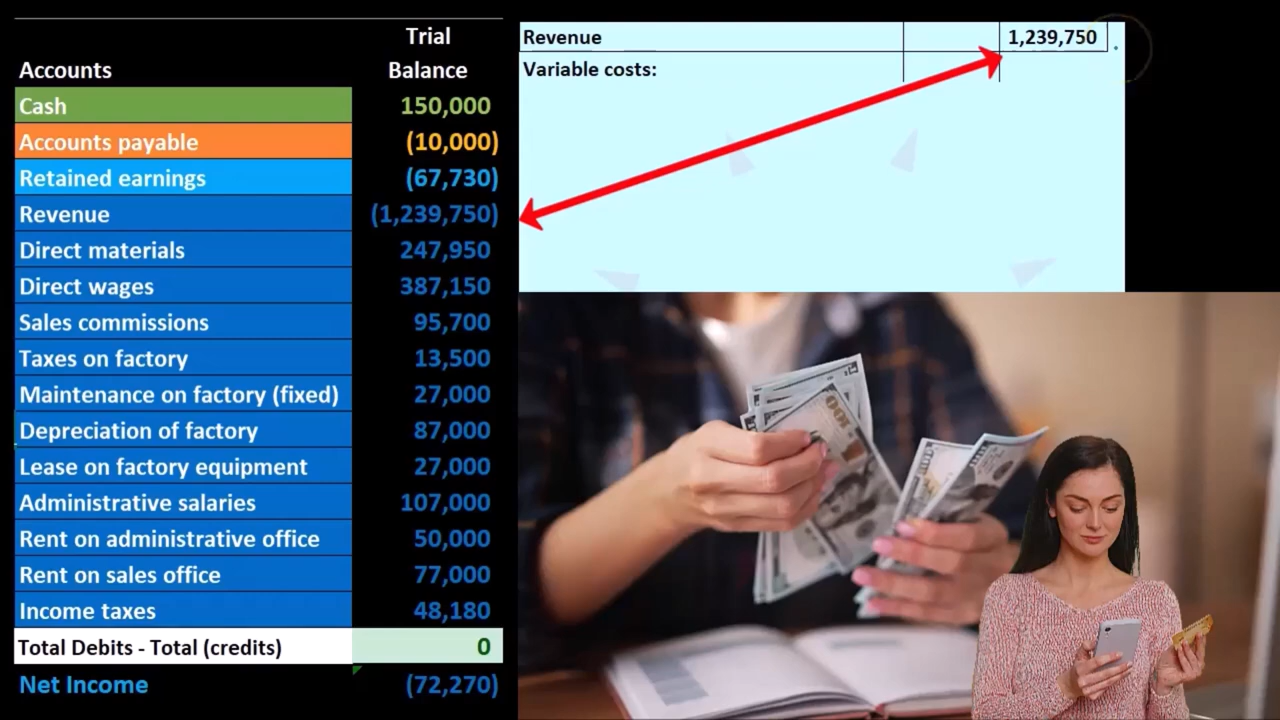 Trial
Accounts Balance
Cash 150,000
Accounts payable (10,000)
Retained earnings (67,730)
Revenue (1,239,750)
Direct materials 247,950
Direct wages 387,150
Sales commissions 95,700
Taxes on factory 13,500
Maintenance on factory (fixed) 27,000
Depreciation of factory 87,000
Lease on factory equipment 27,000
Administrative salaries 107,000
Rent on administrative office 50,000
Rent on sales office 77,000
Income taxes 48,180
Total Debits - Total (credits) 0
Net Income (72,270)
Revenue 1,239,750
Variable costs: